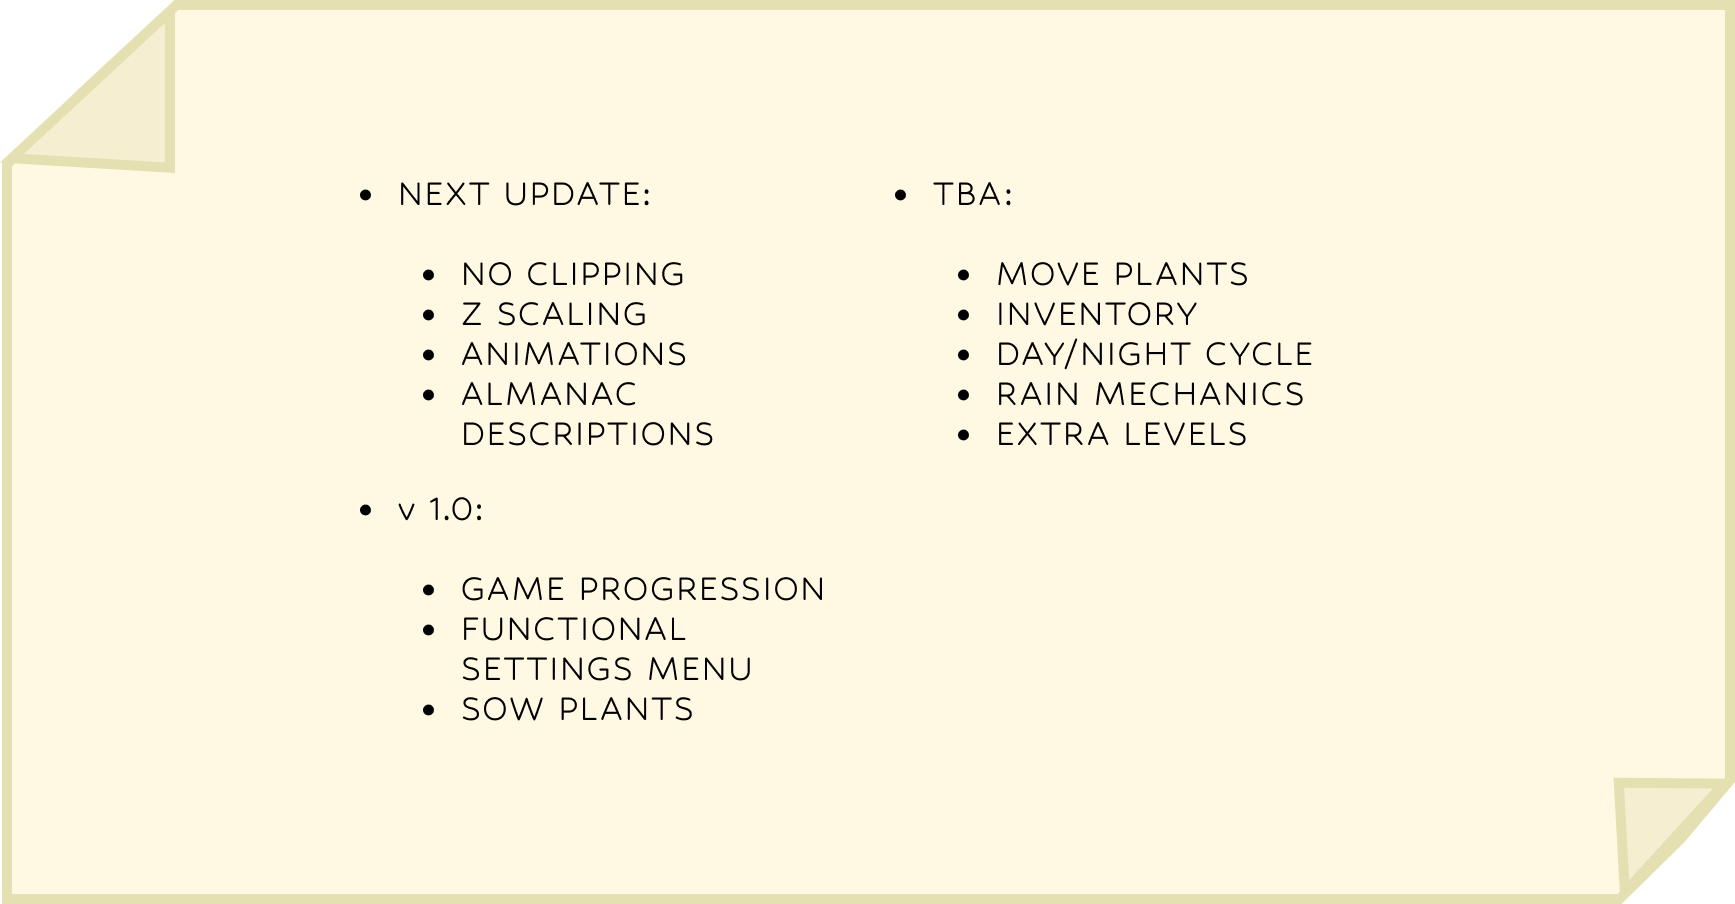 NEXT UPDATE:
NO CLIPPING
Z SCALING
ANIMATIONS
ALMANAC
DESCRIPTIONS
v 1.0:
GAME PROGRESSION
FUNCTIONAL
SETTINGS MENU
SOW PLANTS
TBA:
MOVE PLANTS
INVENTORY
DAY/NIGHT CYCLE
RAIN MECHANICS
EXTRA LEVELS